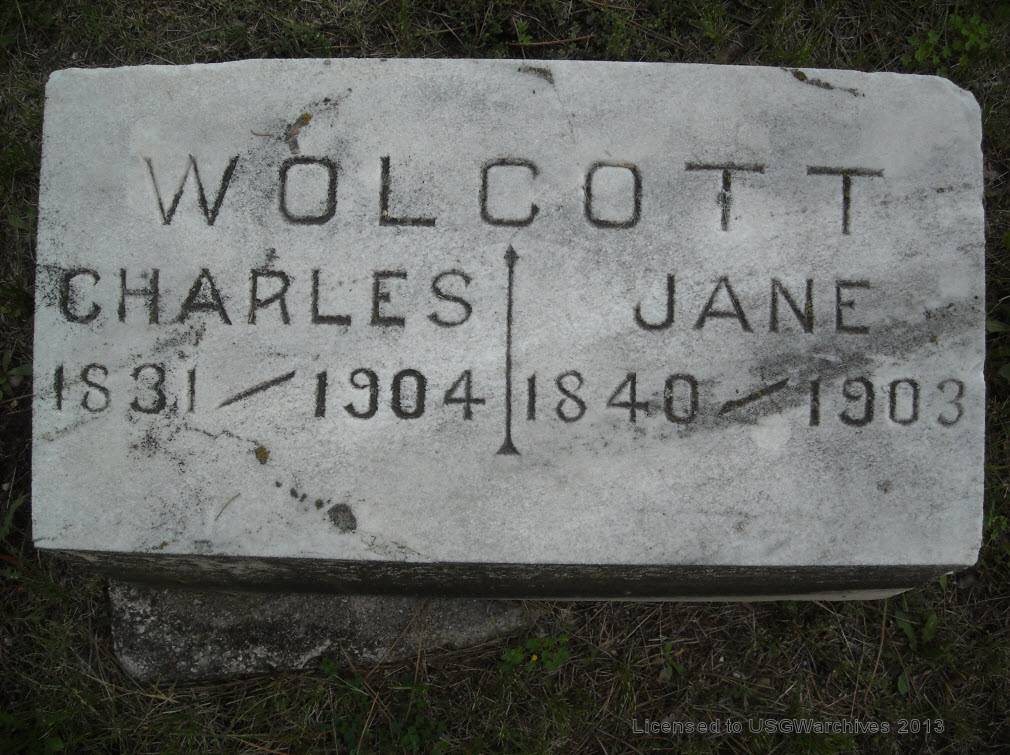 WOLCOTT
CHARLES JANE
1831 / 1904 1840 / 1903
Licensed to USGWarchives 2013